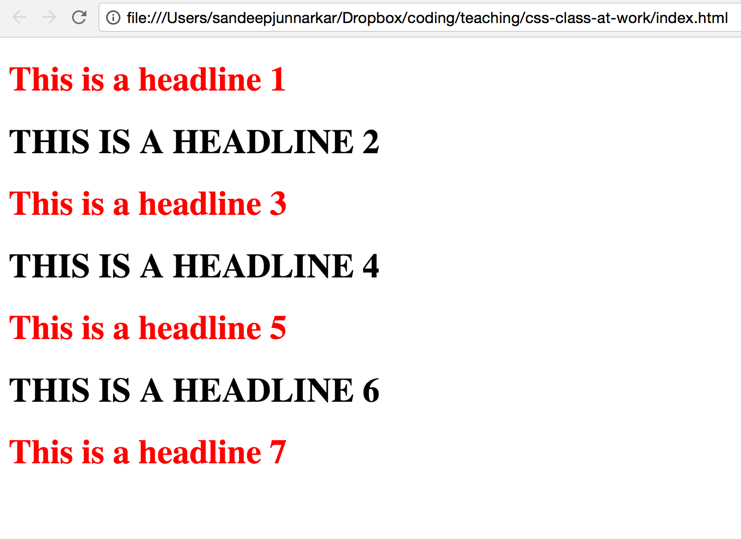 file:///Users/sandeepjunnarkar/Dropbox/coding/teaching/css-class-at-work/index.html
This is a headline 1
THIS IS A HEADLINE 2
This is a headline 3
THIS IS A HEADLINE 4
This is a headline 5
THIS IS A HEADLINE 6
This is a headline 7